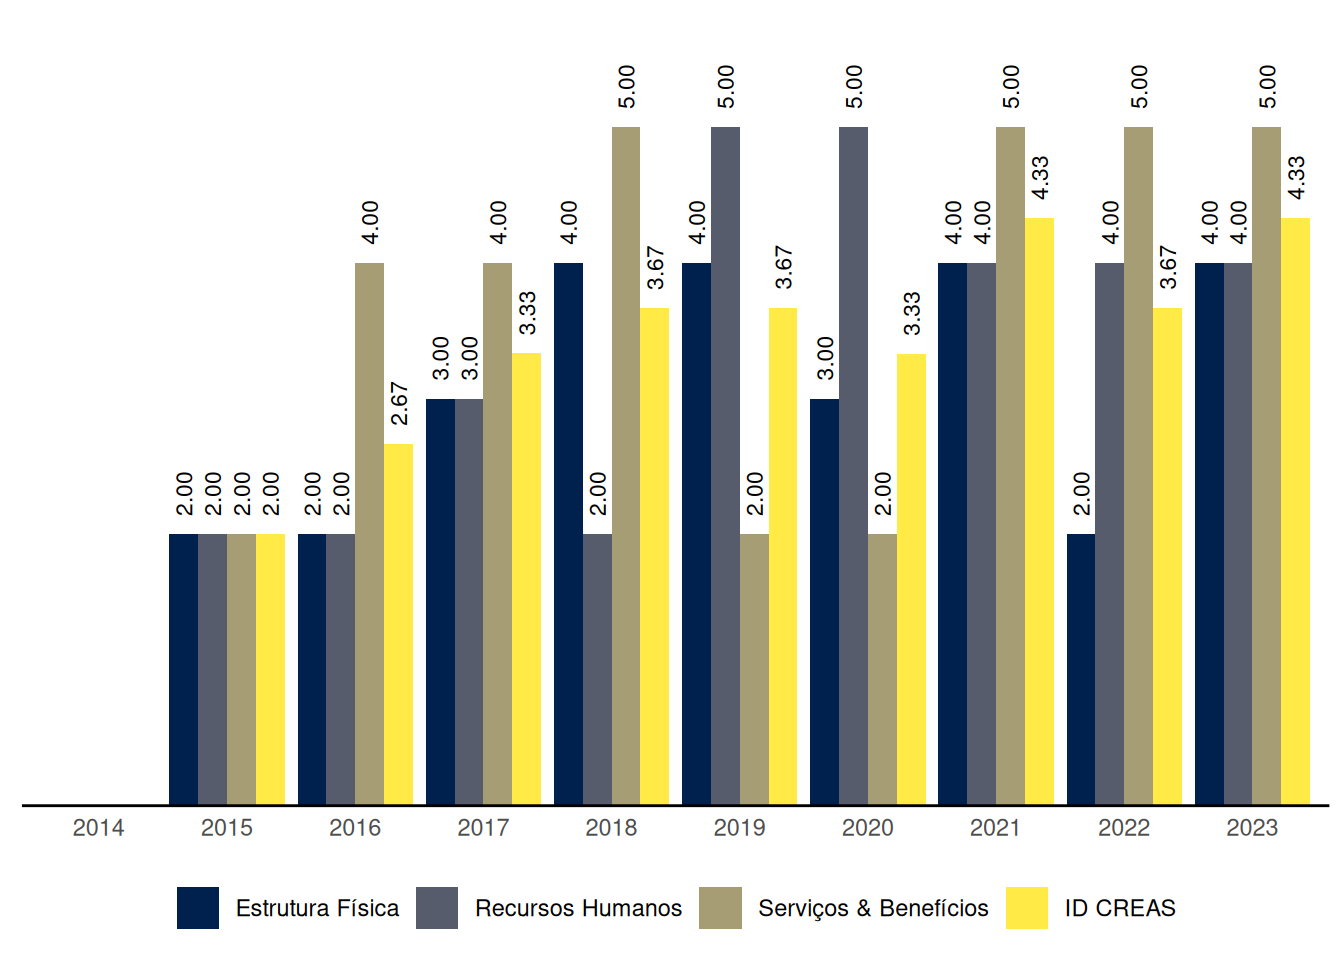 5.00 5.00 5.00 5.00 5.00 5.00
4.33 4.33
4.00 4.00 4.00 4.00 4.00 4.00 4.00 4.00 4.00
3.67 3.67 3.67
3.33 3.33
3.00 3.00 3.00
2.67
2.00 2.00 2.00 2.00 2.00 2.00 2.00 2.00 2.00 2.00
2014 2015 2016 2017 2018 2019 2020 2021 2022 2023
Estrutura Física Recursos Humanos Serviços & Benefícios ID CREAS